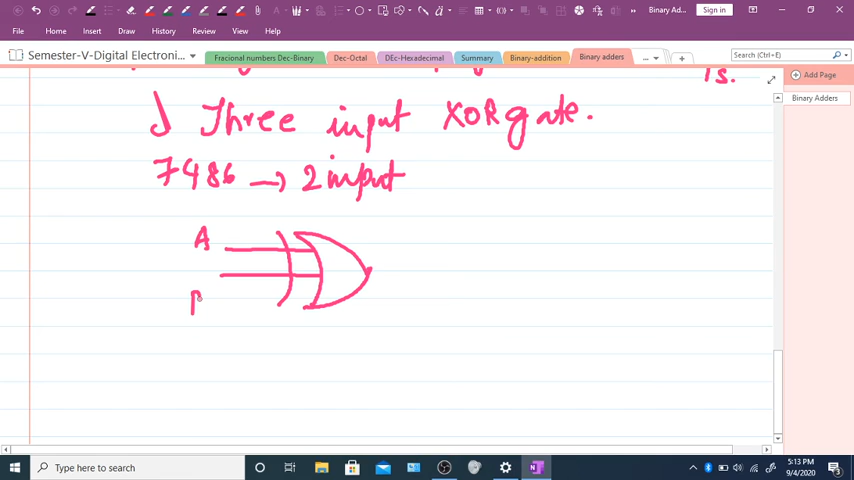 Binary Ad...
Sign in
File Home Insert Draw History Review View Help
Semester-V-Digital Electroni...
Fracional numbers Dec-Binary
Dec-Octal
DEc-Hexadecimal
Summary
Binary-addition
Binary adders
...
Search (Ctrl+E)
Add Page
Binary Adders
1s.
Three input XOR gate.
7486 → 2 input
A
Type here to search
5:13 PM
9/4/2020
3